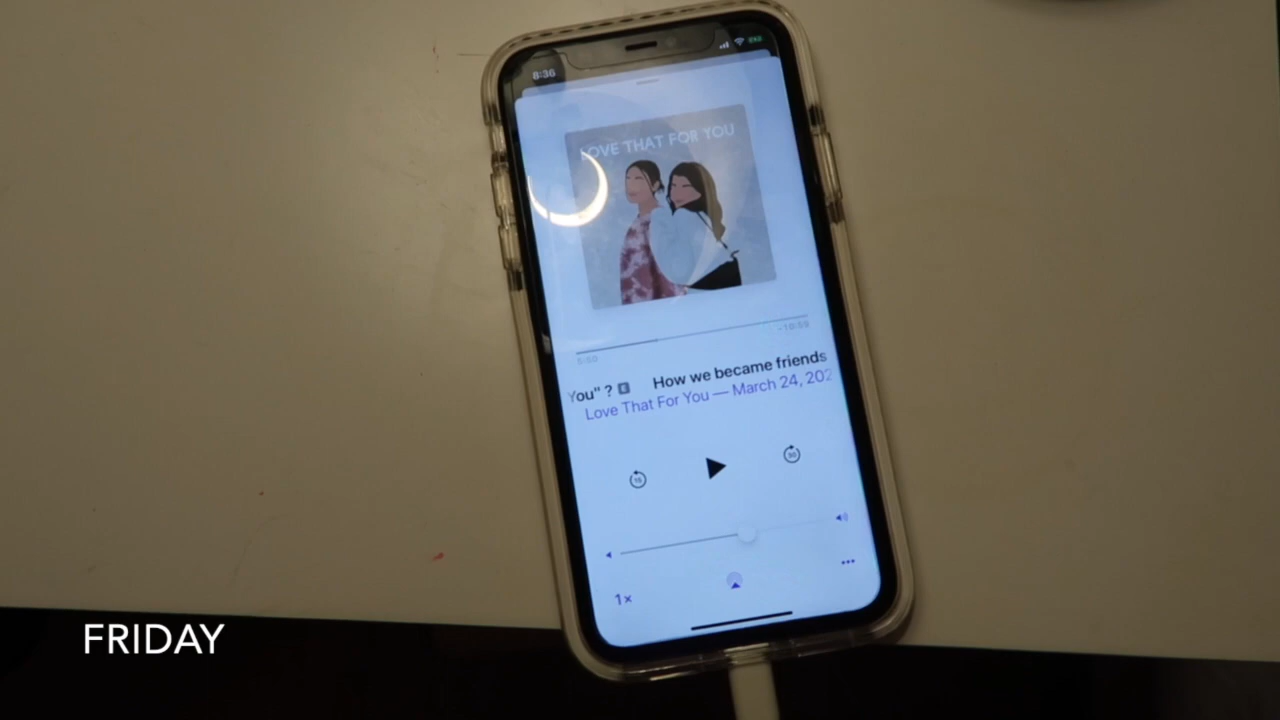 8:36
LOVE THAT FOR YOU
5:50
-10:59
You" ? E How we became friends
Love That For You — March 24, 202
15
30
1×
FRIDAY